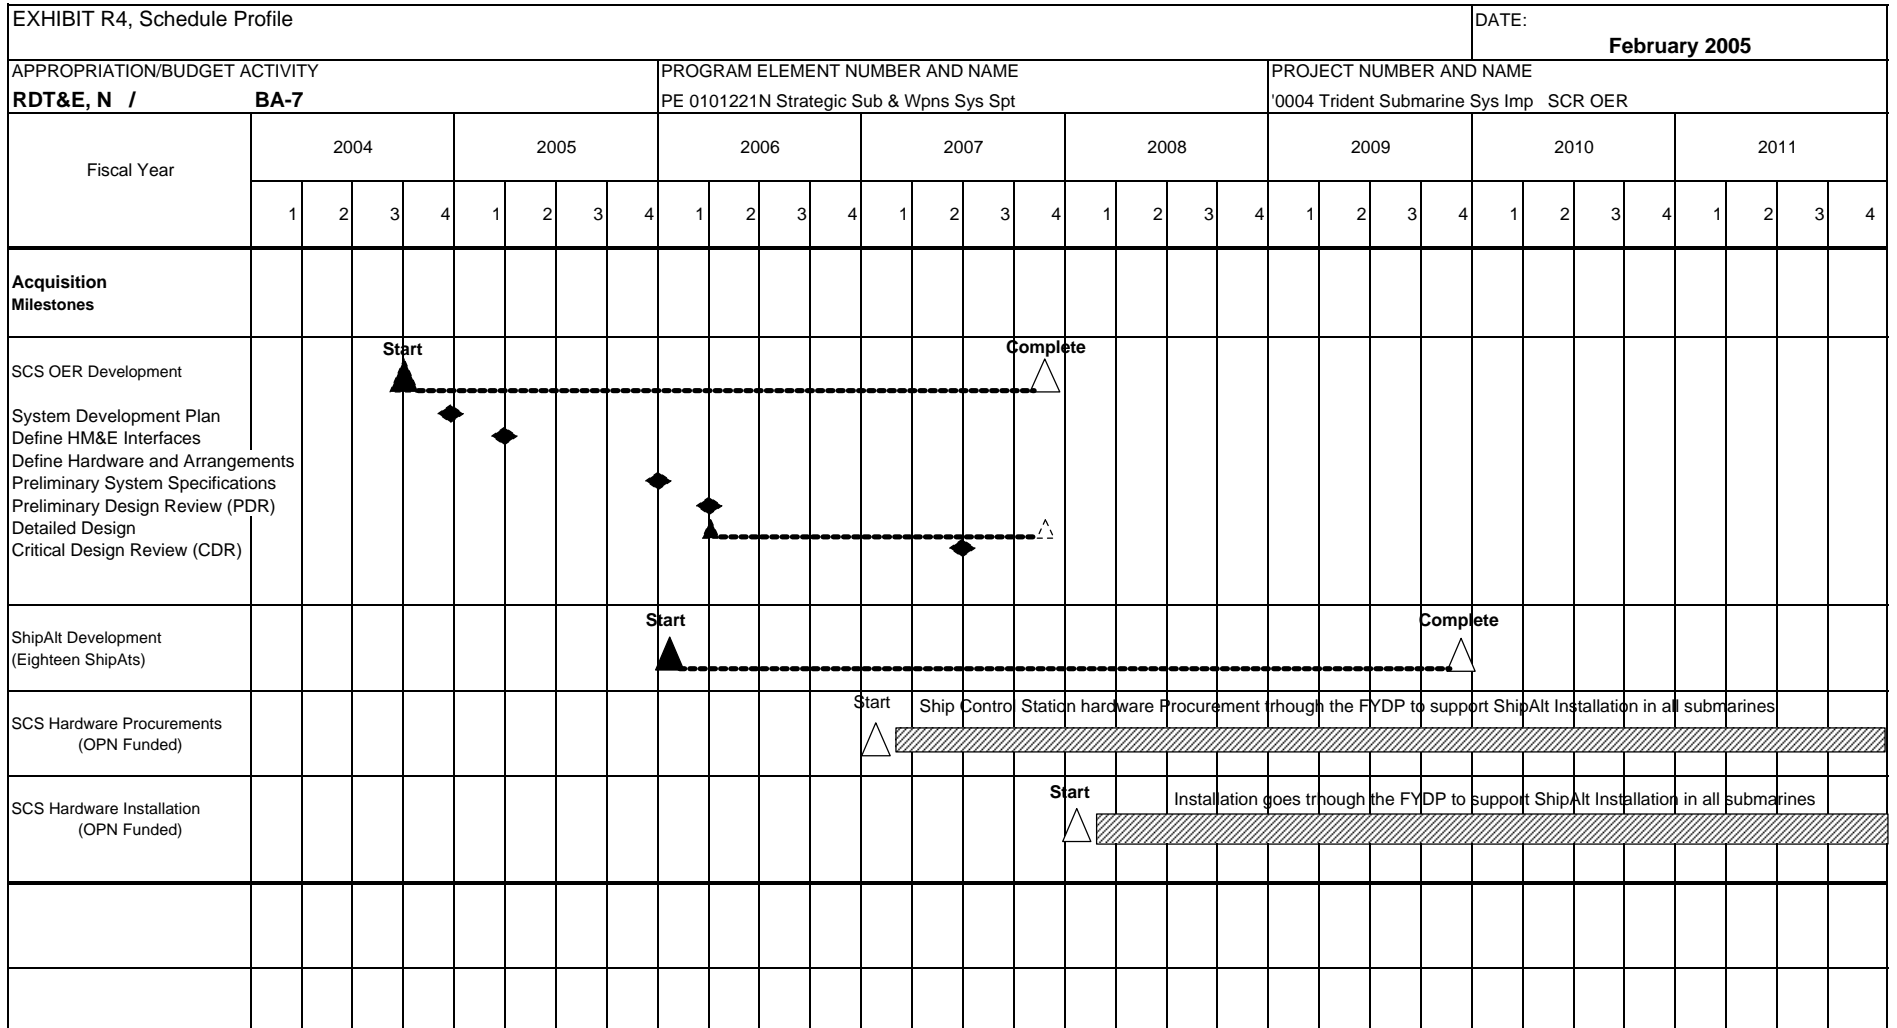 EXHIBIT R4, Schedule Profile
DATE:
February 2005
APPROPRIATION/BUDGET ACTIVITY
PROGRAM ELEMENT NUMBER AND NAME
PROJECT NUMBER AND NAME
RDT&E, N / BA-7
PE 0101221N Strategic Sub & Wpns Sys Spt
'0004 Trident Submarine Sys Imp SCR OER
Fiscal Year
2004 2005 2006 2007 2008 2009 2010 2011
1 2 3 4 1 2 3 4 1 2 3 4 1 2 3 4 1 2 3 4 1 2 3 4 1 2 3 4 1 2 3 4
Acquisition
Milestones
Start Complete
SCS OER Development
System Development Plan
Define HM&E Interfaces
Define Hardware and Arrangements
Preliminary System Specifications
Preliminary Design Review (PDR)
Detailed Design
Critical Design Review (CDR)
Start Complete
ShipAlt Development
(Eighteen ShipAts)
Start Ship Control Station hardware Procurement trhough the FYDP to support ShipAlt Installation in all submarines
SCS Hardware Procurements
(OPN Funded)
Start Installation goes trhough the FYDP to support ShipAlt Installation in all submarines
SCS Hardware Installation
(OPN Funded)